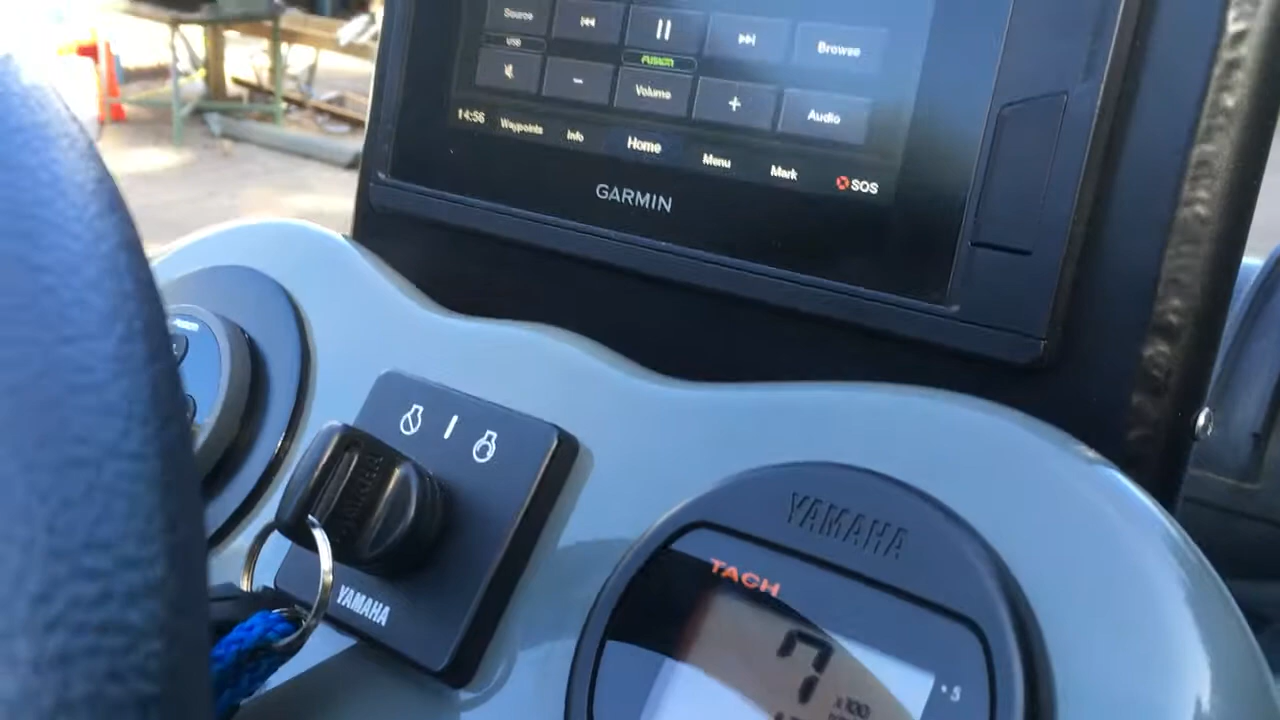 Source
Browse
USB
FUSION
−
Volume
+
Audio
14:56 Waypoints Info Home Menu Mark SOS
GARMIN
YAMAHA
YAMAHA
YAMAHA
TACH
7
x100
• 5